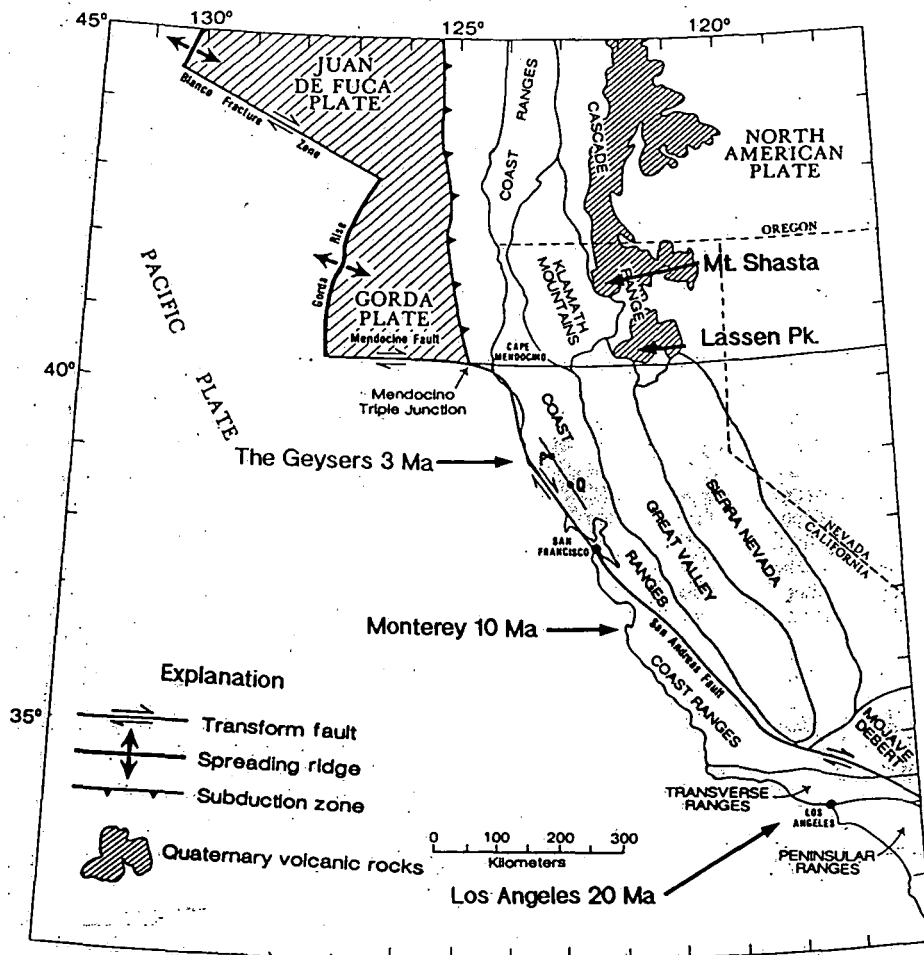 45° 130° 125° 120°
JUAN
DE FUCA
PLATE
Blanco Fracture Zone
COAST RANGES
CASCADE RANGE
NORTH
AMERICAN
PLATE
OREGON
Mt. Shasta
PACIFIC PLATE
Gorda Rise
GORDA
PLATE
Mendocine Fault
KLAMATH
MOUNTAINS
CAPE
MENDOCINO
Lassen Pk.
40°
Mendocino
Triple Junction
COAST RANGES
The Geysers 3 Ma
Q
SAN
FRANCISCO
GREAT VALLEY
SIERRA NEVADA
NEVADA
CALIFORNIA
Monterey 10 Ma
San Andreas Fault
COAST RANGES
MOJAVE
DEBERT
35°
Explanation
Transform fault
Spreading ridge
Subduction zone
Quaternary volcanic rocks
TRANSVERSE
RANGES
LOS
ANGELES
PENINSULAR
RANGES
0 100 200 300
Kilometers
Los Angeles 20 Ma